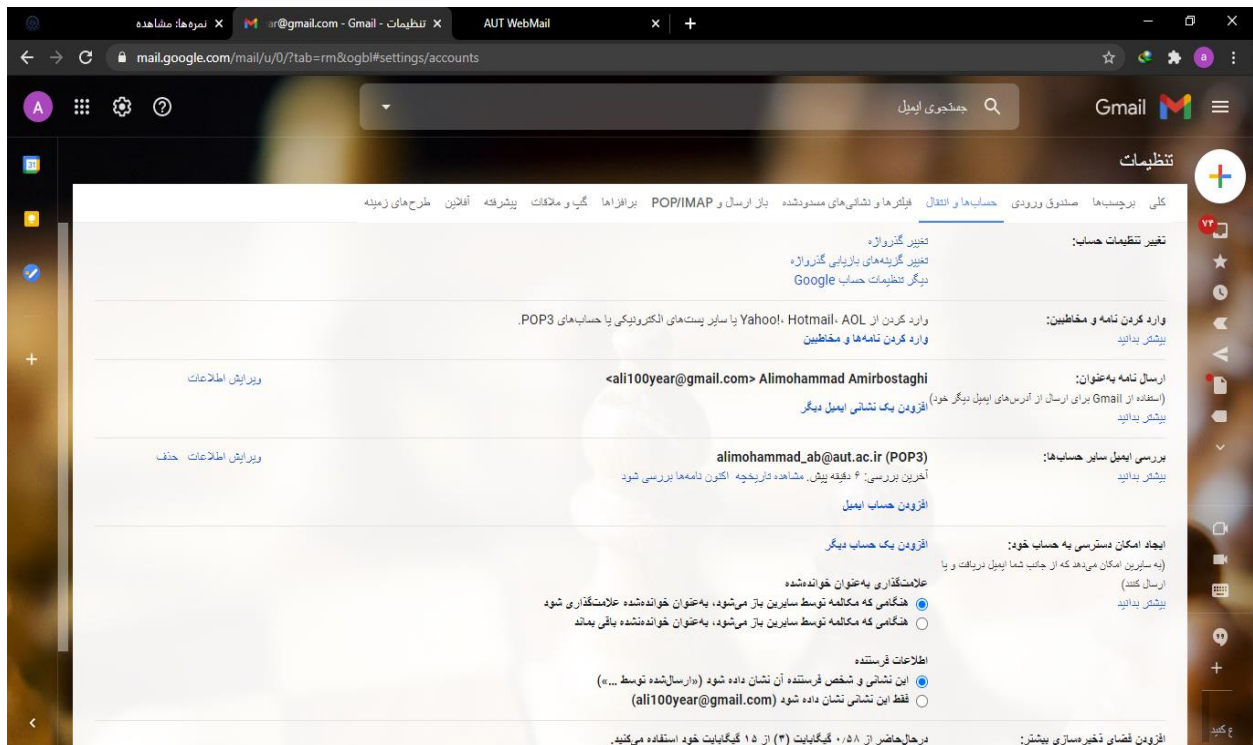 نمره‌ها: مشاهده
تنظیمات - ar@gmail.com - Gmail
AUT WebMail
mail.google.com/mail/u/0/?tab=rm&ogbl#settings/accounts
a
Gmail
جستجوی ایمیل
A
تنظیمات
31
۷۴
کلی برچسب‌ها صندوق ورودی حساب‌ها و انتقال فیلترها و نشانی‌های مسدودشده باز ارسال و POP/IMAP برافزاها گپ و ملاقات پیشرفته آفلاین طرح‌های زمینه
تغییر تنظیمات حساب:
تغییر گذرواژه
تغییر گزینه‌های بازیابی گذرواژه
دیگر تنظیمات حساب Google
وارد کردن نامه و مخاطبین:
بیشتر بدانید
وارد کردن از Yahoo!، Hotmail، AOL یا سایر پست‌های الکترونیکی یا حساب‌های POP3.
وارد کردن نامه‌ها و مخاطبین
ارسال نامه به‌عنوان:
(استفاده از Gmail برای ارسال از آدرس‌های ایمیل دیگر خود)
بیشتر بدانید
<ali100year@gmail.com> Alimohammad Amirbostaghi
ویرایش اطلاعات
افزودن یک نشانی ایمیل دیگر
بررسی ایمیل سایر حساب‌ها:
بیشتر بدانید
alimohammad_ab@aut.ac.ir (POP3)
ویرایش اطلاعات حذف
آخرین بررسی: ۶ دقیقه پیش. مشاهده تاریخچه اکنون نامه‌ها بررسی شود
افزودن حساب ایمیل
ایجاد امکان دسترسی به حساب خود:
(به سایرین امکان می‌دهد که از جانب شما ایمیل دریافت و یا
ارسال کنند)
بیشتر بدانید
افزودن یک حساب دیگر
علامت‌گذاری به‌عنوان خوانده‌شده
هنگامی که مکالمه توسط سایرین باز می‌شود، به‌عنوان خوانده‌شده علامت‌گذاری شود
هنگامی که مکالمه توسط سایرین باز می‌شود، به‌عنوان خوانده‌نشده باقی بماند
اطلاعات فرستنده
این نشانی و شخص فرستنده آن نشان داده شود («ارسال‌شده توسط ...»)
فقط این نشانی نشان داده شود (ali100year@gmail.com)
افزودن فضای ذخیره‌سازی بیشتر:
درحال‌حاضر از ۰٫۵۸ گیگابایت (۳) از ۱۵ گیگابایت خود استفاده می‌کنید.